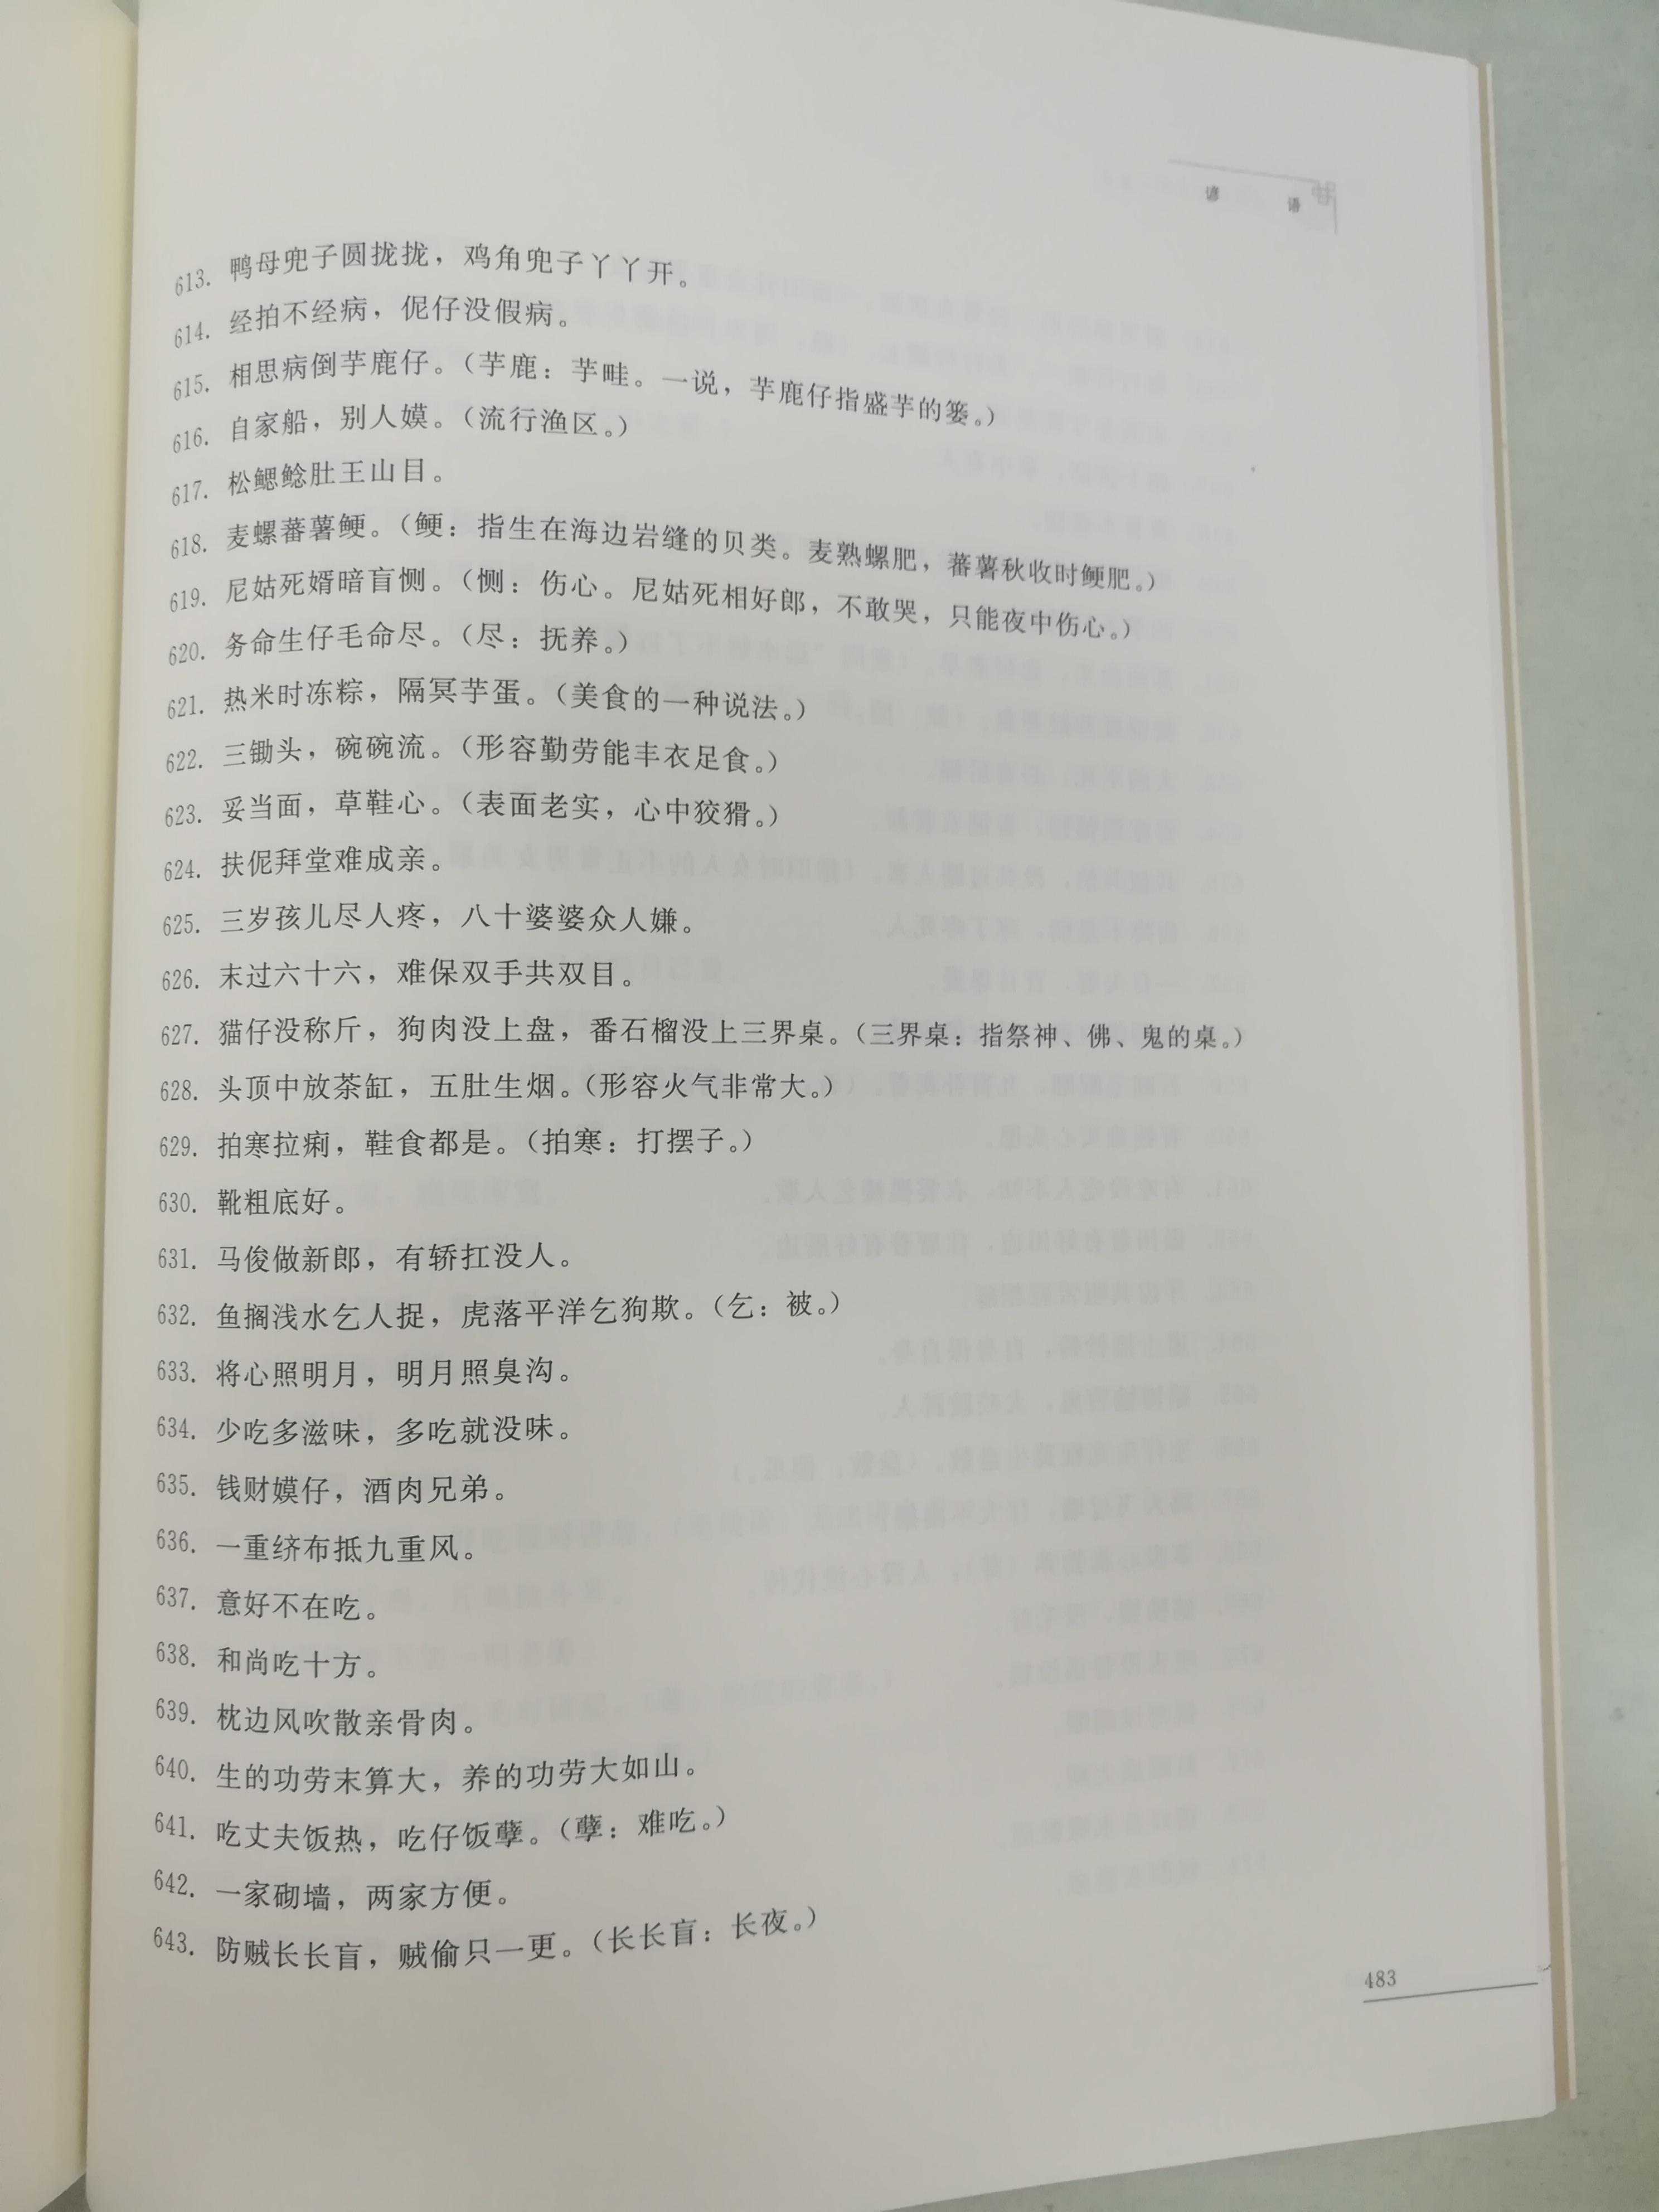 谚 语
613. 鸭母兜子圆拢拢，鸡角兜子丫丫开。
614. 经拍不经病，伲仔没假病。
615. 相思病倒芋鹿仔。（芋鹿：芋畦。一说，芋鹿仔指盛芋的篓。）
616. 自家船，别人嫫。（流行渔区。）
617. 松鳃鲶肚王山目。
618. 麦螺蕃薯鲠。（鲠：指生在海边岩缝的贝类。麦熟螺肥，蕃薯秋收时鲠肥。）
619. 尼姑死婿暗盲恻。（恻：伤心。尼姑死相好郎，不敢哭，只能夜中伤心。）
620. 务命生仔毛命尽。（尽：抚养。）
621. 热米时冻粽，隔冥芋蛋。（美食的一种说法。）
622. 三锄头，碗碗流。（形容勤劳能丰衣足食。）
623. 妥当面，草鞋心。（表面老实，心中狡猾。）
624. 扶伲拜堂难成亲。
625. 三岁孩儿尽人疼，八十婆婆众人嫌。
626. 末过六十六，难保双手共双目。
627. 猫仔没称斤，狗肉没上盘，番石榴没上三界桌。（三界桌：指祭神、佛、鬼的桌。）
628. 头顶中放茶缸，五肚生烟。（形容火气非常大。）
629. 拍寒拉痢，鞋食都是。（拍寒：打摆子。）
630. 靴粗底好。
631. 马俊做新郎，有轿扛没人。
632. 鱼搁浅水乞人捉，虎落平洋乞狗欺。（乞：被。）
633. 将心照明月，明月照臭沟。
634. 少吃多滋味，多吃就没味。
635. 钱财嫫仔，酒肉兄弟。
636. 一重绨布抵九重风。
637. 意好不在吃。
638. 和尚吃十方。
639. 枕边风吹散亲骨肉。
640. 生的功劳末算大，养的功劳大如山。
641. 吃丈夫饭热，吃仔饭孽。（孽：难吃。）
642. 一家砌墙，两家方便。
643. 防贼长长盲，贼偷只一更。（长长盲：长夜。）
483